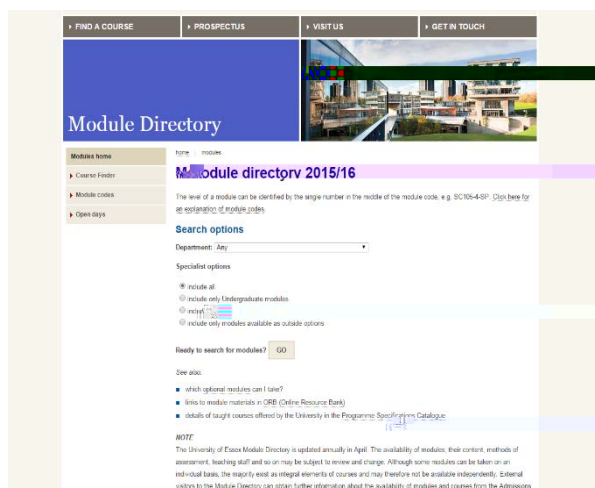 FIND A COURSE
PROSPECTUS
VISIT US
GET IN TOUCH
Module Directory
Modules home
Course Finder
Module codes
Open days
home modules
directory 2015/16
The level of a module can be identified by the single number in the middle of the module code, e.g. SC105-4-SP. Click here for
an explanation of module codes.
Search options
Department: Any
Specialist options
include all
include only Undergraduate modules
include only modules available as outside options
Ready to search for modules? GO
See also:
which optional modules can I take?
links to module materials in ORB (Online Resource Bank)
details of taught courses offered by the University in the Programme Specifications Catalogue
NOTE
The University of Essex Module Directory is updated annually in April. The availability of modules, their content, methods of
assessment, teaching staff and so on may be subject to review and change. Although some modules can be taken on an
individual basis, the majority exist as integral elements of courses and may therefore not be available independently. External
visitors to the Module Directory can obtain further information about the availability of modules and courses from the Admissions